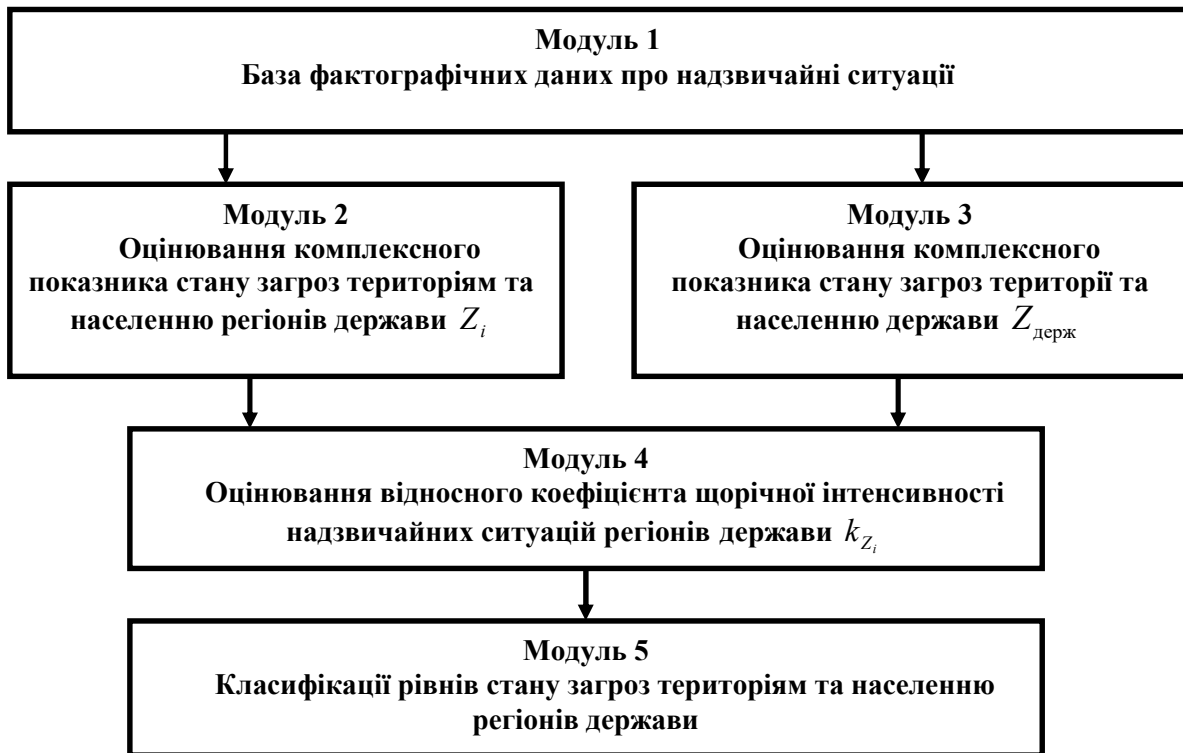 Модуль 1
База фактографічних даних про надзвичайні ситуації
Модуль 2
Оцінювання комплексного
показника стану загроз територіям та
населенню регіонів держави Z_i
Модуль 3
Оцінювання комплексного
показника стану загроз території та
населенню держави Z_держ
Модуль 4
Оцінювання відносного коефіцієнта щорічної інтенсивності
надзвичайних ситуацій регіонів держави k_{Z_i}
Модуль 5
Класифікації рівнів стану загроз територіям та населенню
регіонів держави